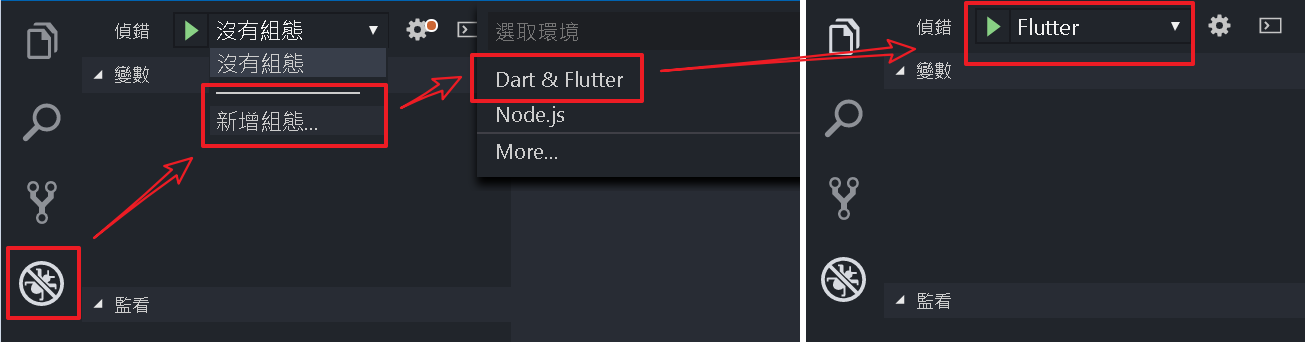 偵錯
沒有組態
沒有組態
新增組態...
變數
監看
選取環境
Dart & Flutter
Node.js
More...
偵錯
Flutter
變數
監看